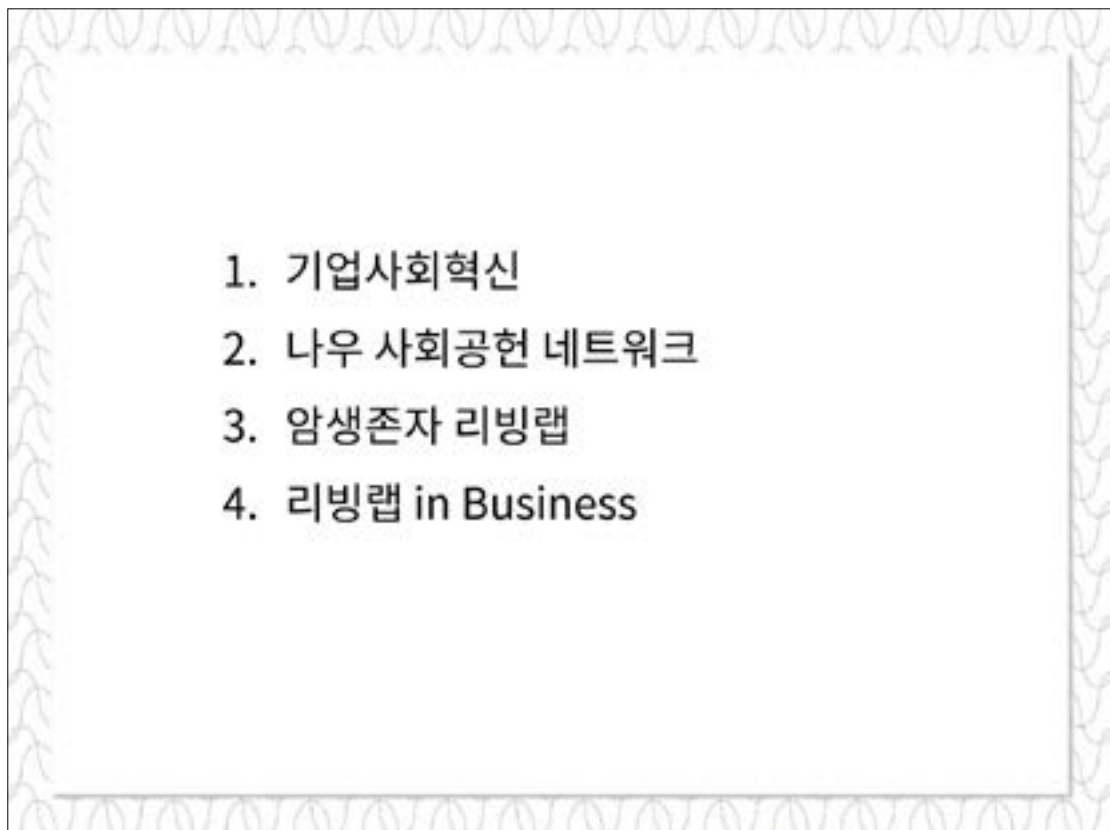 1. 기업사회혁신
2. 나우 사회공헌 네트워크
3. 암생존자 리빙랩
4. 리빙랩 in Business